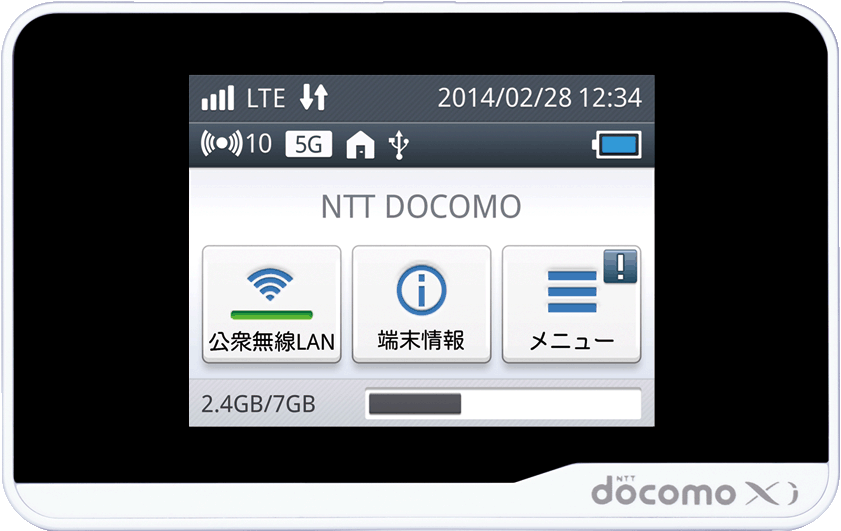 LTE 2014/02/28 12:34
10 5G
NTT DOCOMO
!
公衆無線LAN 端末情報 メニュー
2.4GB/7GB
NTT
docomo Xi